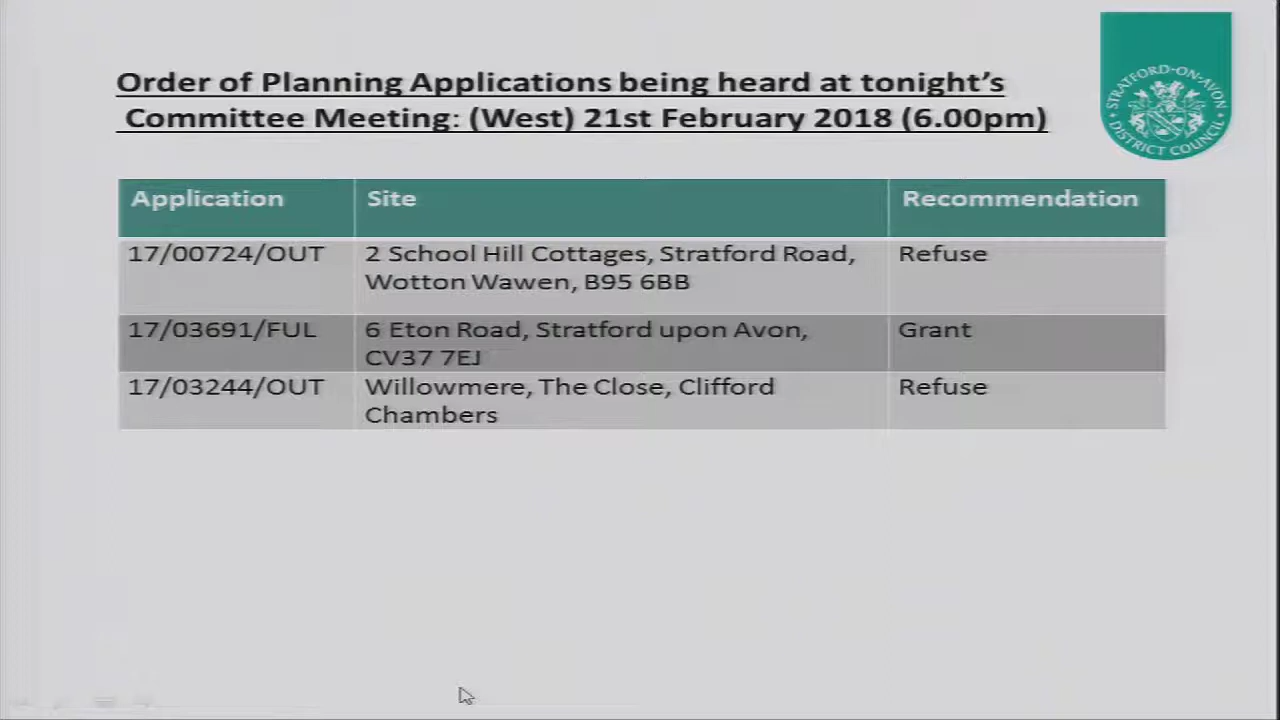 Order of Planning Applications being heard at tonight's
Committee Meeting: (West) 21st February 2018 (6.00pm)
STRATFORD-ON-AVON
DISTRICT COUNCIL
Application Site Recommendation
17/00724/OUT 2 School Hill Cottages, Stratford Road, Refuse
Wotton Wawen, B95 6BB
17/03691/FUL 6 Eton Road, Stratford upon Avon, Grant
CV37 7EJ
17/03244/OUT Willowmere, The Close, Clifford Refuse
Chambers